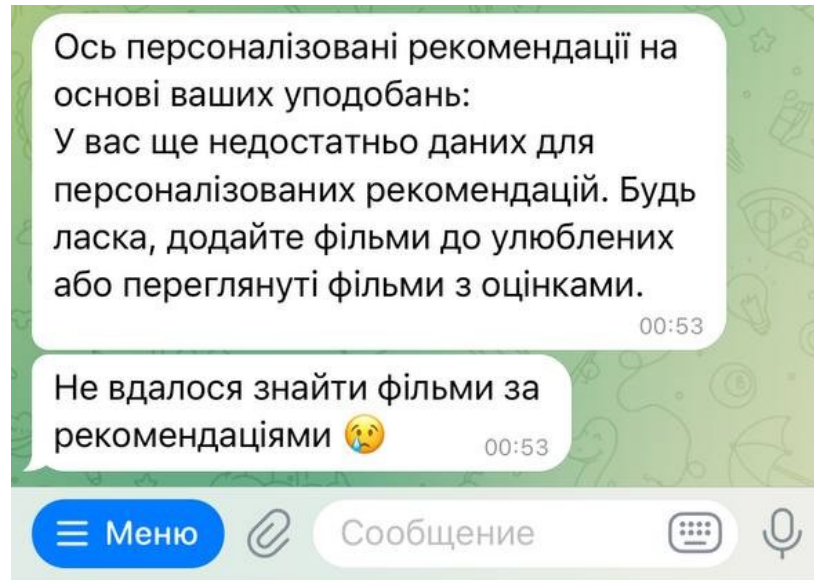 Ось персоналізовані рекомендації на
основі ваших уподобань:
У вас ще недостатньо даних для
персоналізованих рекомендацій. Будь
ласка, додайте фільми до улюблених
або переглянуті фільми з оцінками.
00:53
Не вдалося знайти фільми за
рекомендаціями 😢
00:53
Меню
Сообщение